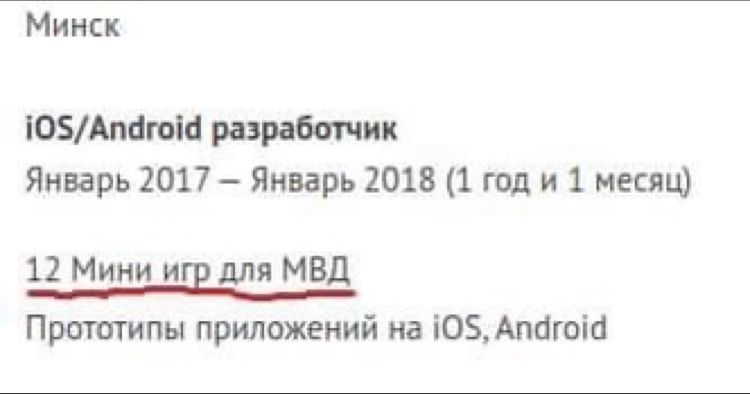 Минск
iOS/Android разработчик
Январь 2017 – Январь 2018 (1 год и 1 месяц)
12 Мини игр для МВД
Прототипы приложений на iOS, Android